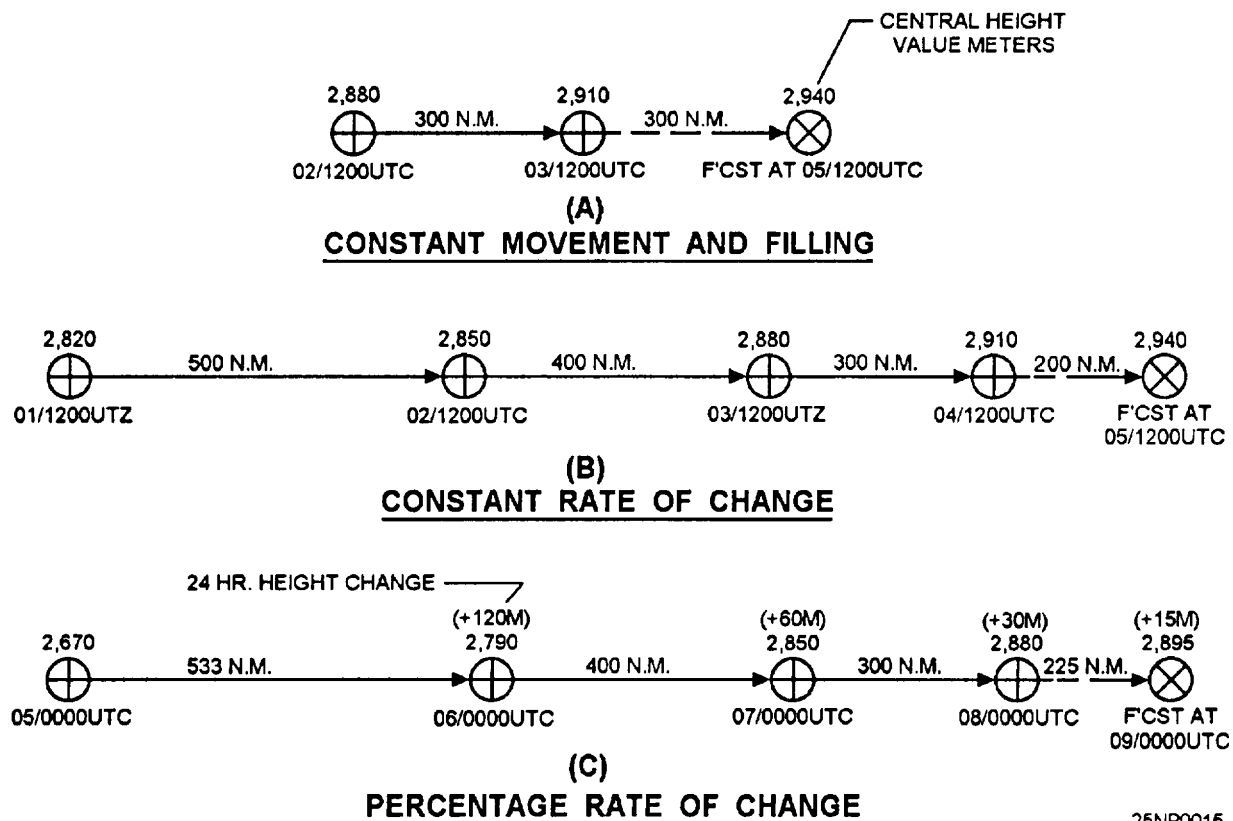 CENTRAL HEIGHT
VALUE METERS
2,880
2,910
2,940
300 N.M.
300 N.M.
02/1200UTC
03/1200UTC
F'CST AT 05/1200UTC
(A)
CONSTANT MOVEMENT AND FILLING
2,820
2,850
2,880
2,910
2,940
500 N.M.
400 N.M.
300 N.M.
200 N.M.
01/1200UTZ
02/1200UTC
03/1200UTZ
04/1200UTC
F'CST AT
05/1200UTC
(B)
CONSTANT RATE OF CHANGE
24 HR. HEIGHT CHANGE
(+120M)
(+60M)
(+30M)
(+15M)
2,670
2,790
2,850
2,880
2,895
533 N.M.
400 N.M.
300 N.M.
225 N.M.
05/0000UTC
06/0000UTC
07/0000UTC
08/0000UTC
F'CST AT
09/0000UTC
(C)
PERCENTAGE RATE OF CHANGE